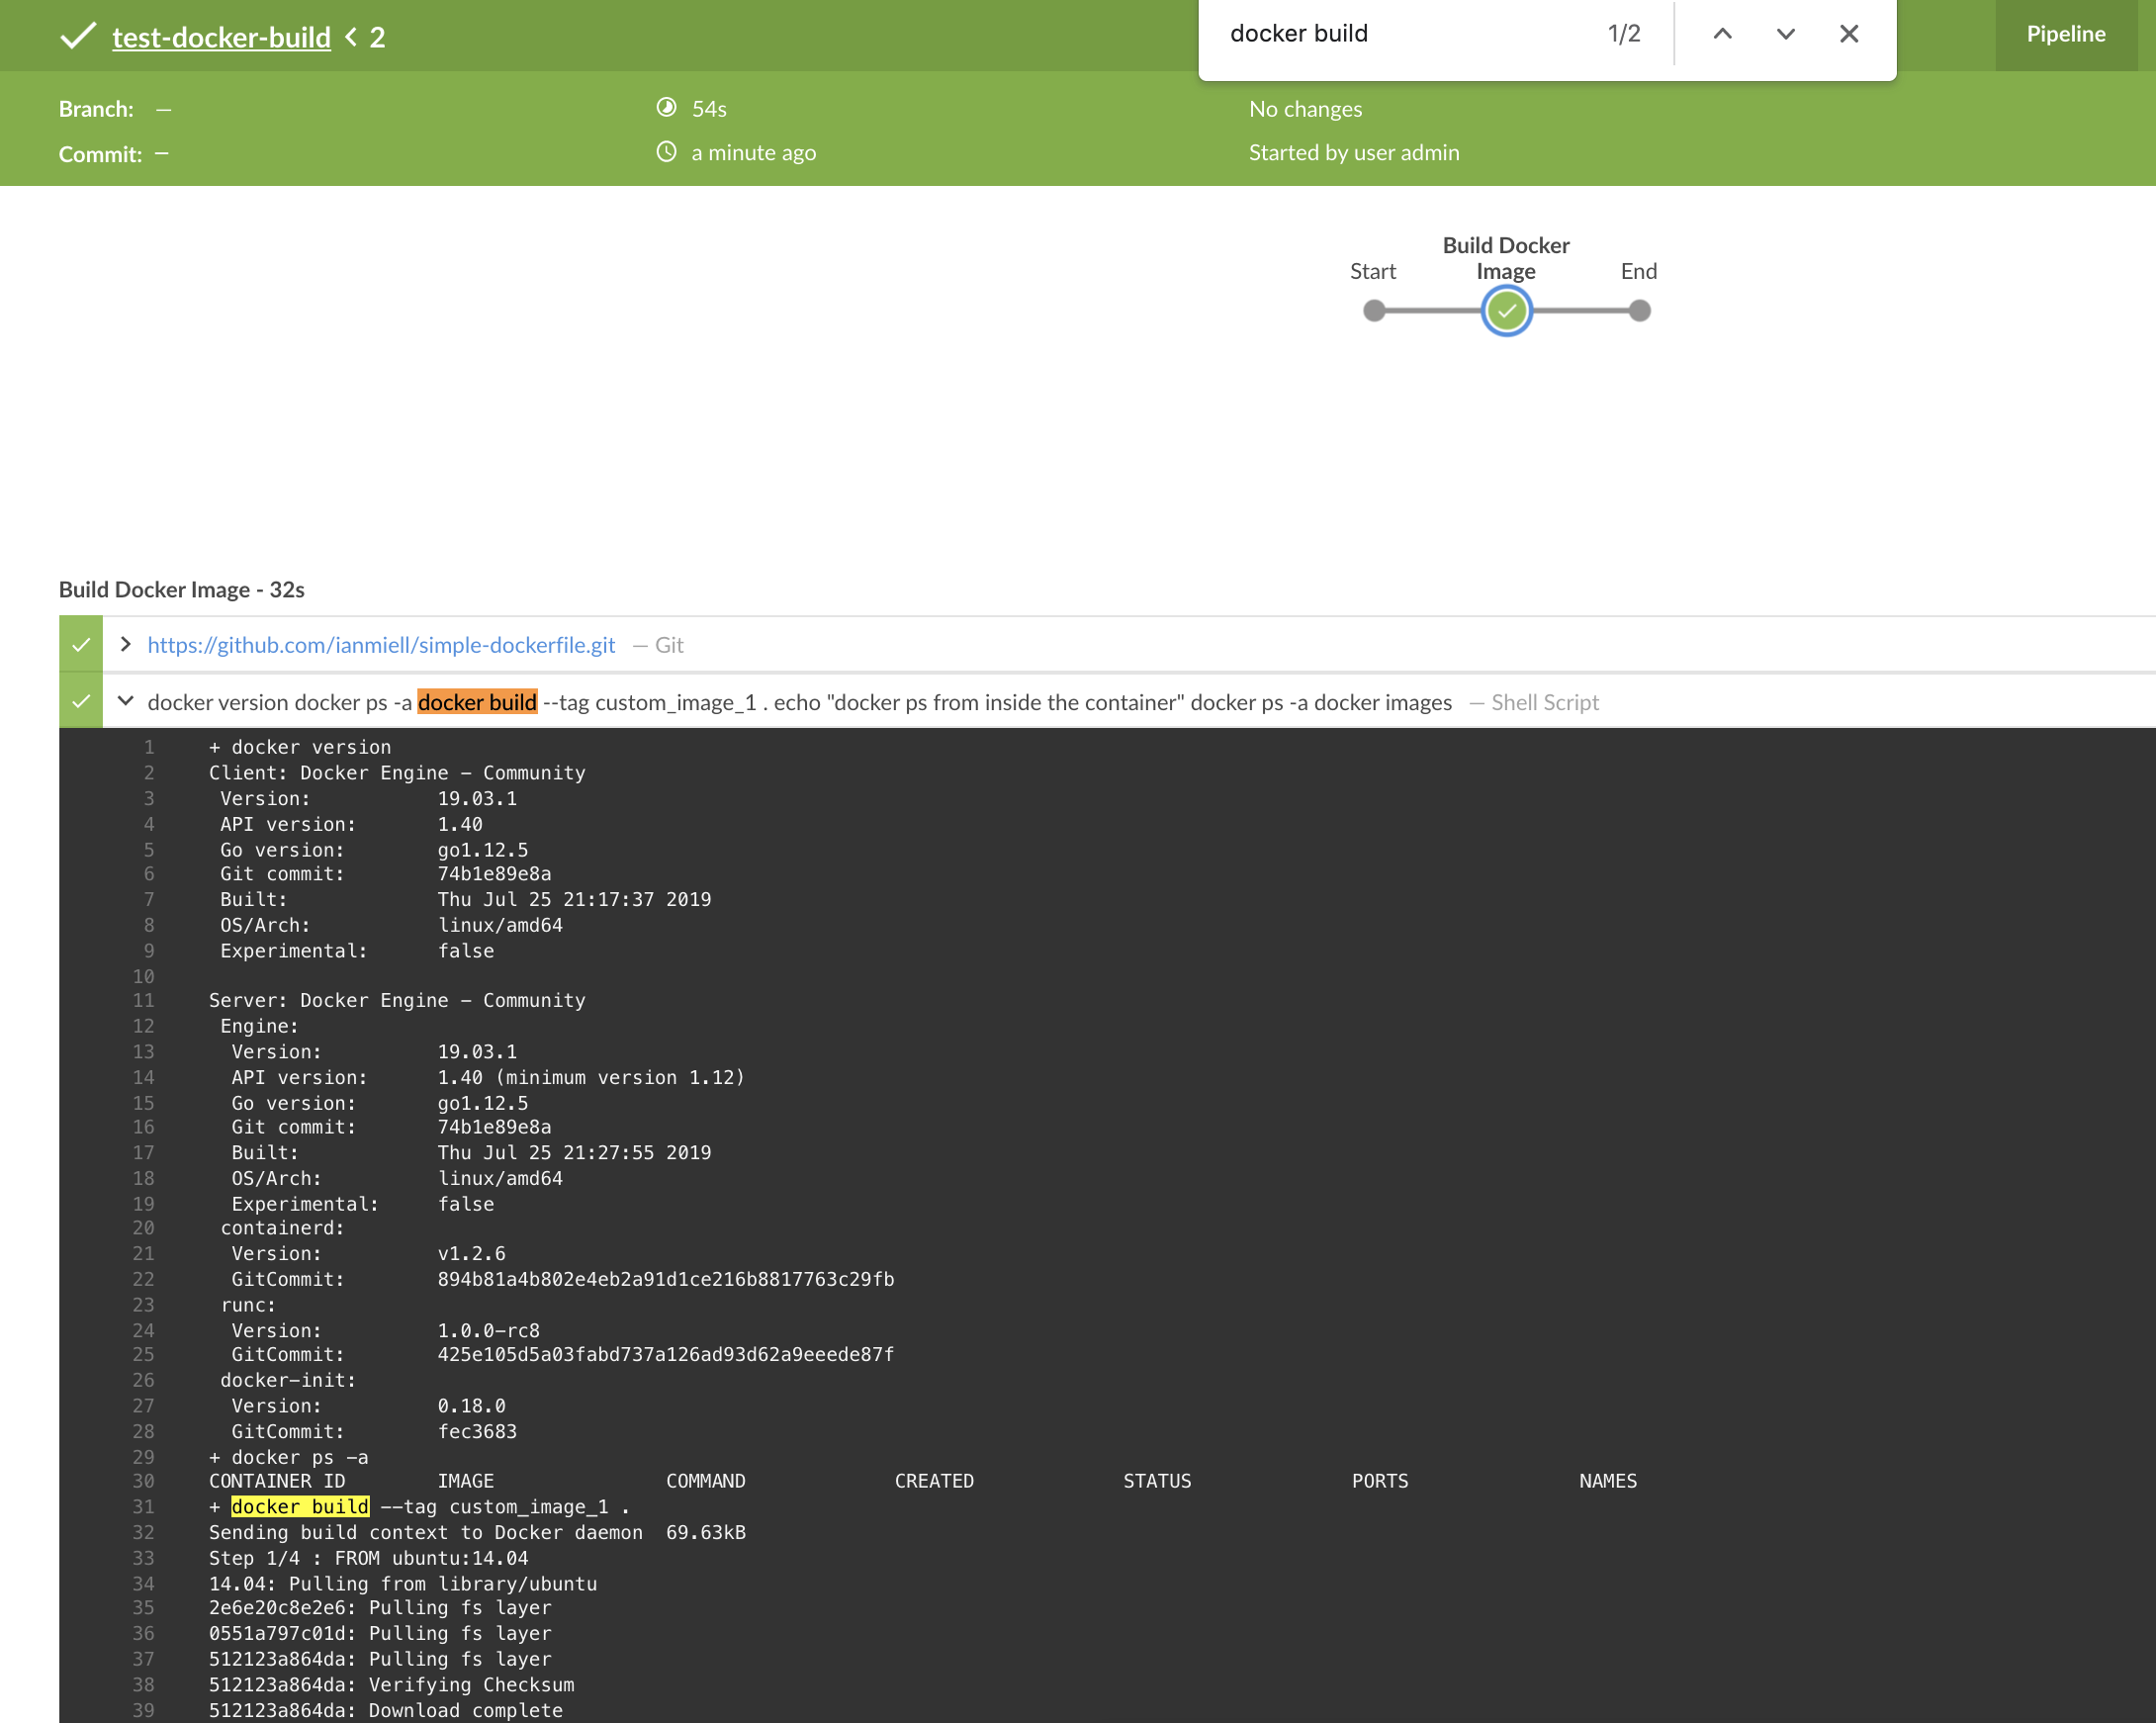 test-docker-build < 2
docker build 1/2
Pipeline
Branch: —
54s
No changes
Commit: —
a minute ago
Started by user admin
Start
Build Docker
Image
End
Build Docker Image - 32s
https://github.com/ianmiell/simple-dockerfile.git — Git
docker version docker ps -a docker build --tag custom_image_1 . echo "docker ps from inside the container" docker ps -a docker images — Shell Script
1 + docker version
2 Client: Docker Engine - Community
3 Version: 19.03.1
4 API version: 1.40
5 Go version: go1.12.5
6 Git commit: 74b1e89e8a
7 Built: Thu Jul 25 21:17:37 2019
8 OS/Arch: linux/amd64
9 Experimental: false
10
11 Server: Docker Engine - Community
12 Engine:
13 Version: 19.03.1
14 API version: 1.40 (minimum version 1.12)
15 Go version: go1.12.5
16 Git commit: 74b1e89e8a
17 Built: Thu Jul 25 21:27:55 2019
18 OS/Arch: linux/amd64
19 Experimental: false
20 containerd:
21 Version: v1.2.6
22 GitCommit: 894b81a4b802e4eb2a91d1ce216b8817763c29fb
23 runc:
24 Version: 1.0.0-rc8
25 GitCommit: 425e105d5a03fabd737a126ad93d62a9eeede87f
26 docker-init:
27 Version: 0.18.0
28 GitCommit: fec3683
29 + docker ps -a
30 CONTAINER ID IMAGE COMMAND CREATED STATUS PORTS NAMES
31 + docker build --tag custom_image_1 .
32 Sending build context to Docker daemon 69.63kB
33 Step 1/4 : FROM ubuntu:14.04
34 14.04: Pulling from library/ubuntu
35 2e6e20c8e2e6: Pulling fs layer
36 0551a797c01d: Pulling fs layer
37 512123a864da: Pulling fs layer
38 512123a864da: Verifying Checksum
39 512123a864da: Download complete